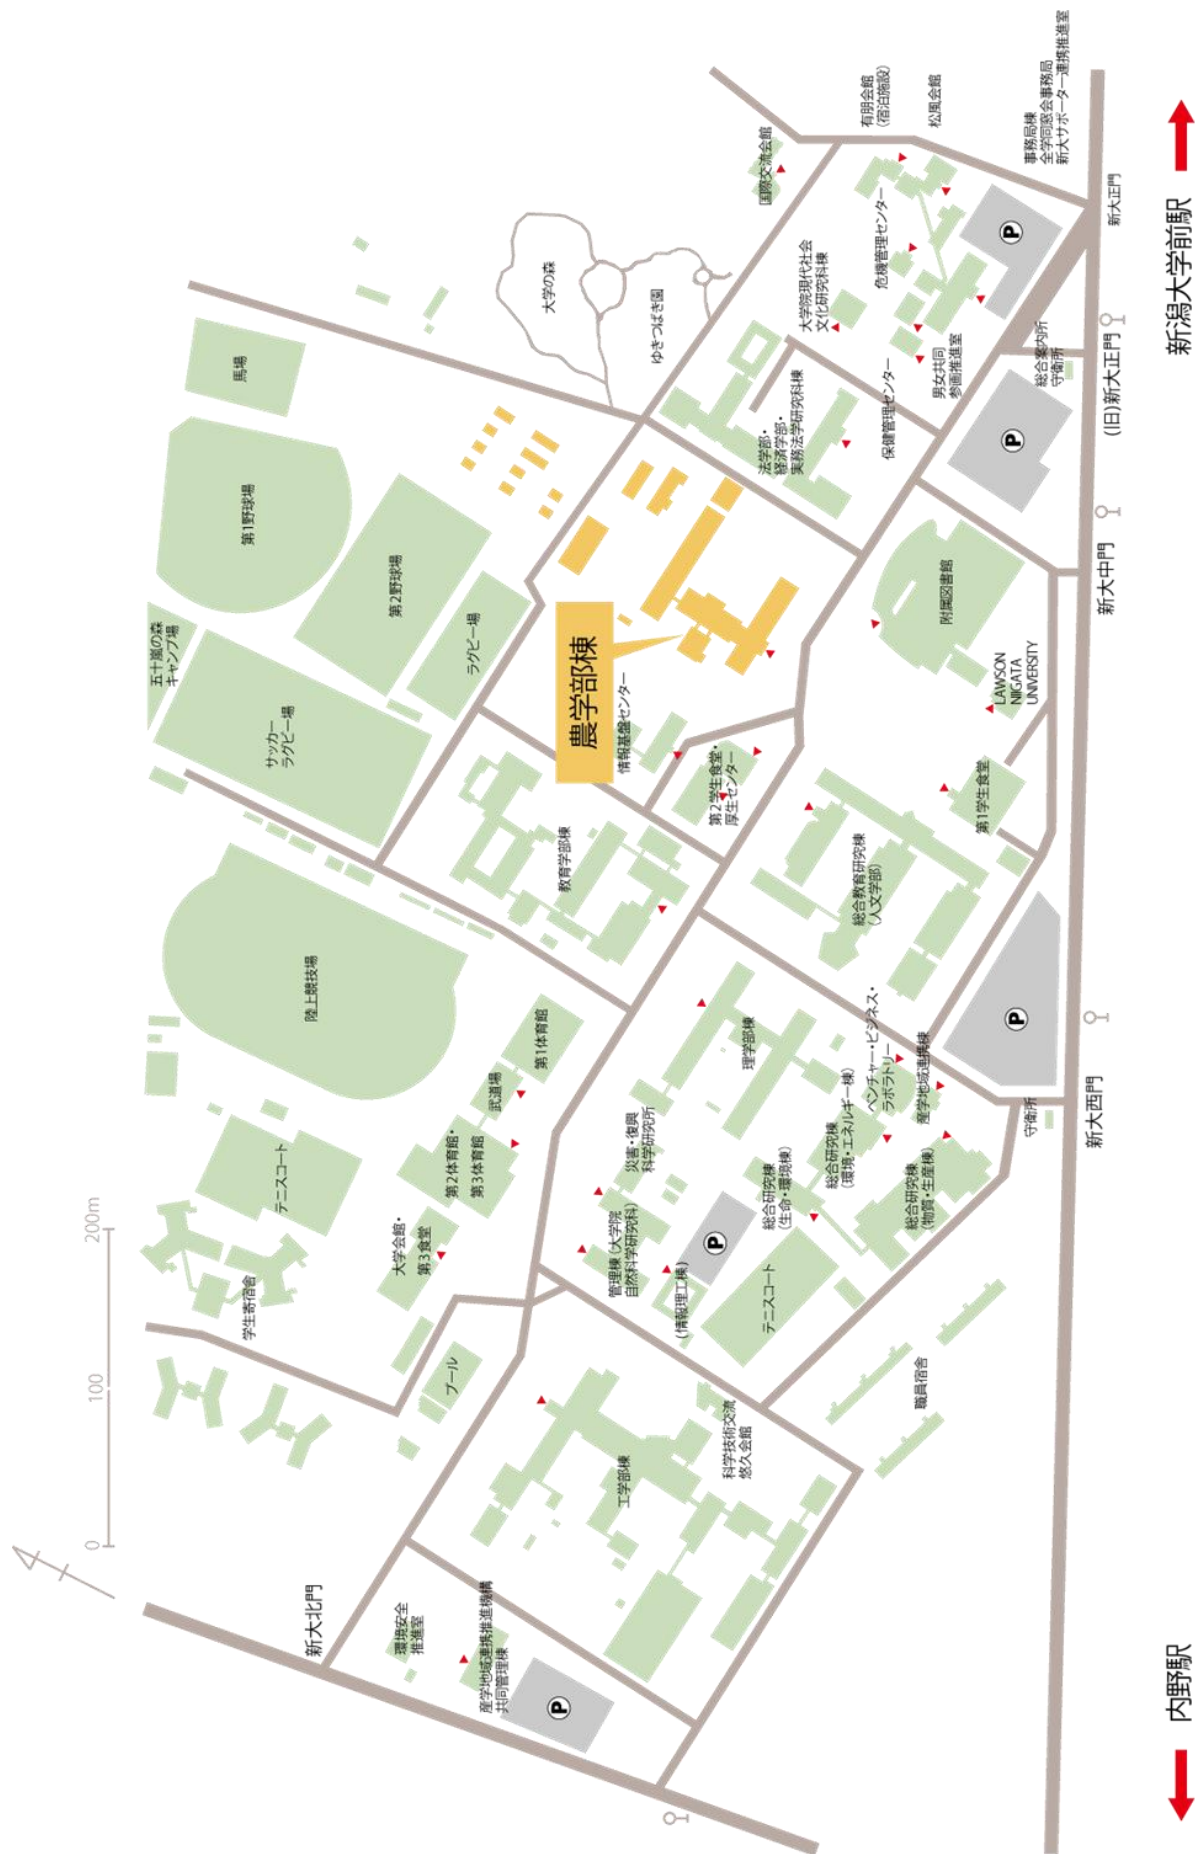 0
100
200m
新大北門
環境安全
推進室
産学地域連携推進機構
共同管理棟
P
学生寄宿舎
プール
大学会館・
第3食堂
テニスコート
第2体育館・
第3体育館
武道場
第1体育館
陸上競技場
サッカー
ラグビー場
五十嵐の森
キャンプ場
第1野球場
第2野球場
ラグビー場
馬場
大学の森
ゆきつばき園
国際交流会館
工学部棟
科学技術交流
悠久会館
管理棟(大学院
自然科学研究科)
災害・復興
科学研究所
(情報理工棟)
P
テニスコート
総合研究棟
(生命・環境棟)
総合研究棟
(環境・エネルギー棟)
総合研究棟
(物質・生産棟)
ベンチャー・ビジネス・
ラボラトリー
産学地域連携棟
理学部棟
職員宿舎
守衛所
新大西門
P
教育学部棟
情報基盤センター
第2学生食堂・
厚生センター
農学部棟
総合教育研究棟
(人文学部)
第1学生食堂
LAWSON
NIIGATA
UNIVERSITY
附属図書館
新大中門
法学部・
経済学部・
実務法学研究科棟
大学院現代社会
文化研究科棟
保健管理センター
危機管理センター
男女共同
参画推進室
P
総合案内所
守衛所
(旧)新大正門
P
有朋会館
(宿泊施設)
松風会館
事務局棟
全学同窓会事務局
新大サポーター連携推進室
新大正門
内野駅
新潟大学前駅